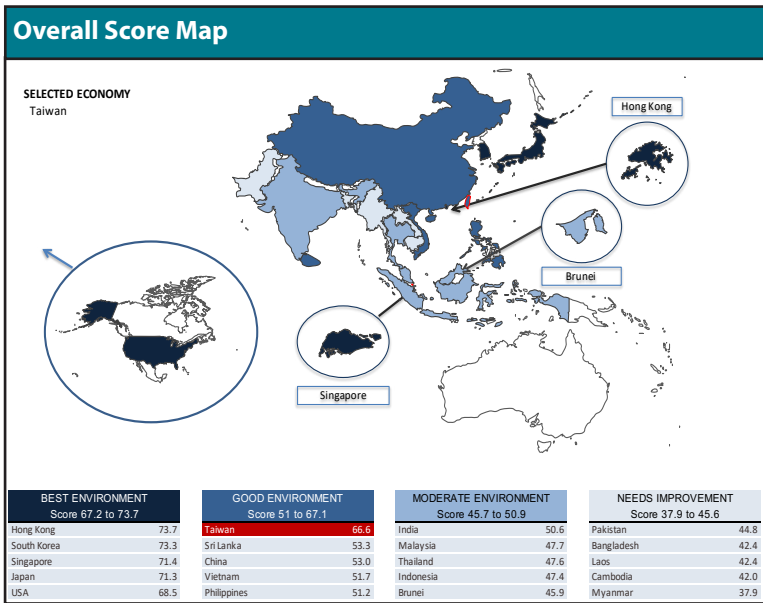 Overall Score Map
SELECTED ECONOMY
Taiwan
Hong Kong
Brunei
Singapore
BEST ENVIRONMENT
Score 67.2 to 73.7
Hong Kong 73.7
South Korea 73.3
Singapore 71.4
Japan 71.3
USA 68.5
GOOD ENVIRONMENT
Score 51 to 67.1
Taiwan 66.6
Sri Lanka 53.3
China 53.0
Vietnam 51.7
Philippines 51.2
MODERATE ENVIRONMENT
Score 45.7 to 50.9
India 50.6
Malaysia 47.7
Thailand 47.6
Indonesia 47.4
Brunei 45.9
NEEDS IMPROVEMENT
Score 37.9 to 45.6
Pakistan 44.8
Bangladesh 42.4
Laos 42.4
Cambodia 42.0
Myanmar 37.9